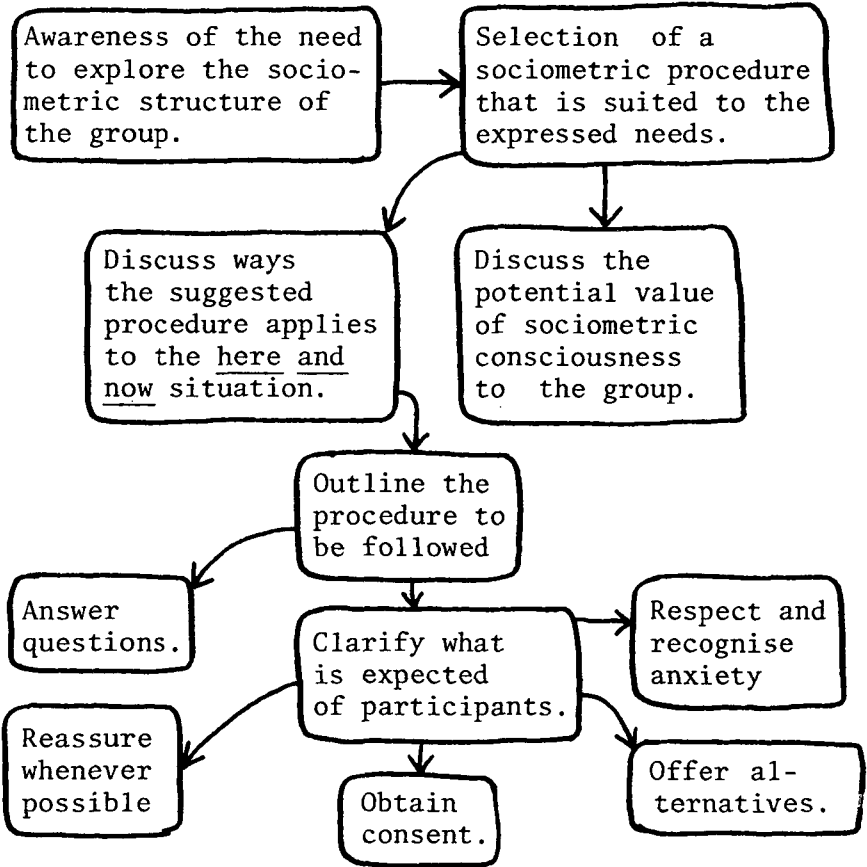 Awareness of the need
to explore the socio-
metric structure of
the group.
Selection of a
sociometric procedure
that is suited to the
expressed needs.
Discuss ways
the suggested
procedure applies
to the here and
now situation.
Discuss the
potential value
of sociometric
consciousness
to the group.
Outline the
procedure to
be followed
Answer
questions.
Clarify what
is expected
of participants.
Respect and
recognise
anxiety
Reassure
whenever
possible
Obtain
consent.
Offer al-
ternatives.